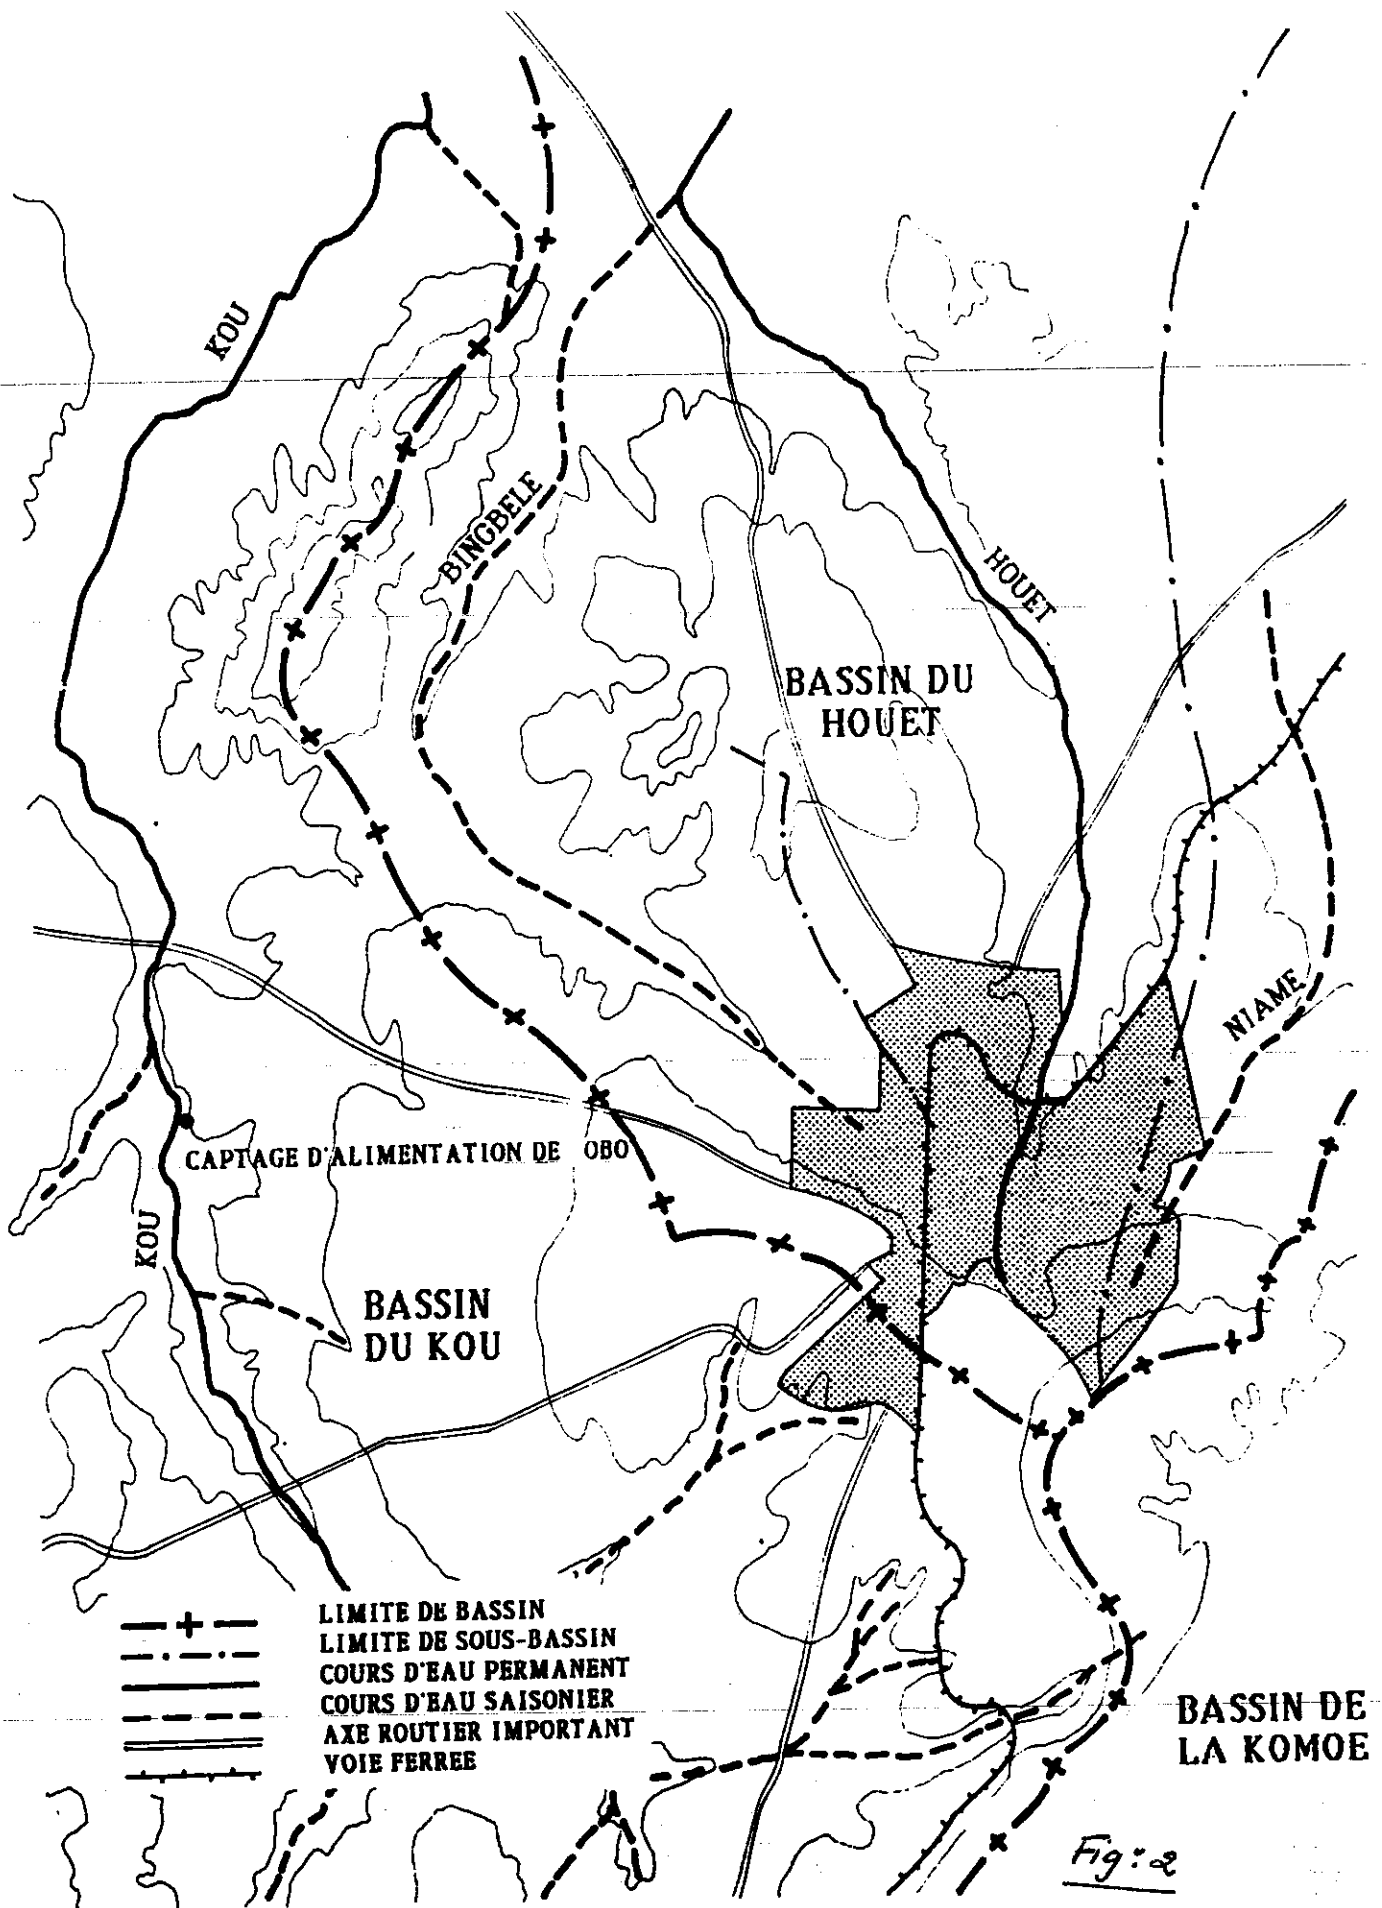 KOU
BINGBELE
HOUET
BASSIN DU
HOUET
NIAME
CAPTAGE D'ALIMENTATION DE OBO
KOU
BASSIN
DU KOU
LIMITE DE BASSIN
LIMITE DE SOUS-BASSIN
COURS D'EAU PERMANENT
COURS D'EAU SAISONIER
AXE ROUTIER IMPORTANT
VOIE FERREE
BASSIN DE
LA KOMOE
Fig: 2